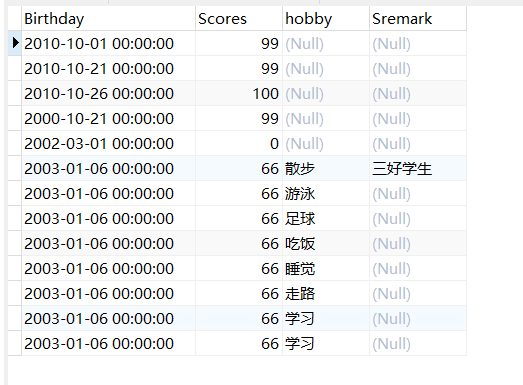 Birthday Scores hobby Sremark
2010-10-01 00:00:00 99 (Null) (Null)
2010-10-21 00:00:00 99 (Null) (Null)
2010-10-26 00:00:00 100 (Null) (Null)
2000-10-21 00:00:00 99 (Null) (Null)
2002-03-01 00:00:00 0 (Null) (Null)
2003-01-06 00:00:00 66 散步 三好学生
2003-01-06 00:00:00 66 游泳 (Null)
2003-01-06 00:00:00 66 足球 (Null)
2003-01-06 00:00:00 66 吃饭 (Null)
2003-01-06 00:00:00 66 睡觉 (Null)
2003-01-06 00:00:00 66 走路 (Null)
2003-01-06 00:00:00 66 学习 (Null)
2003-01-06 00:00:00 66 学习 (Null)